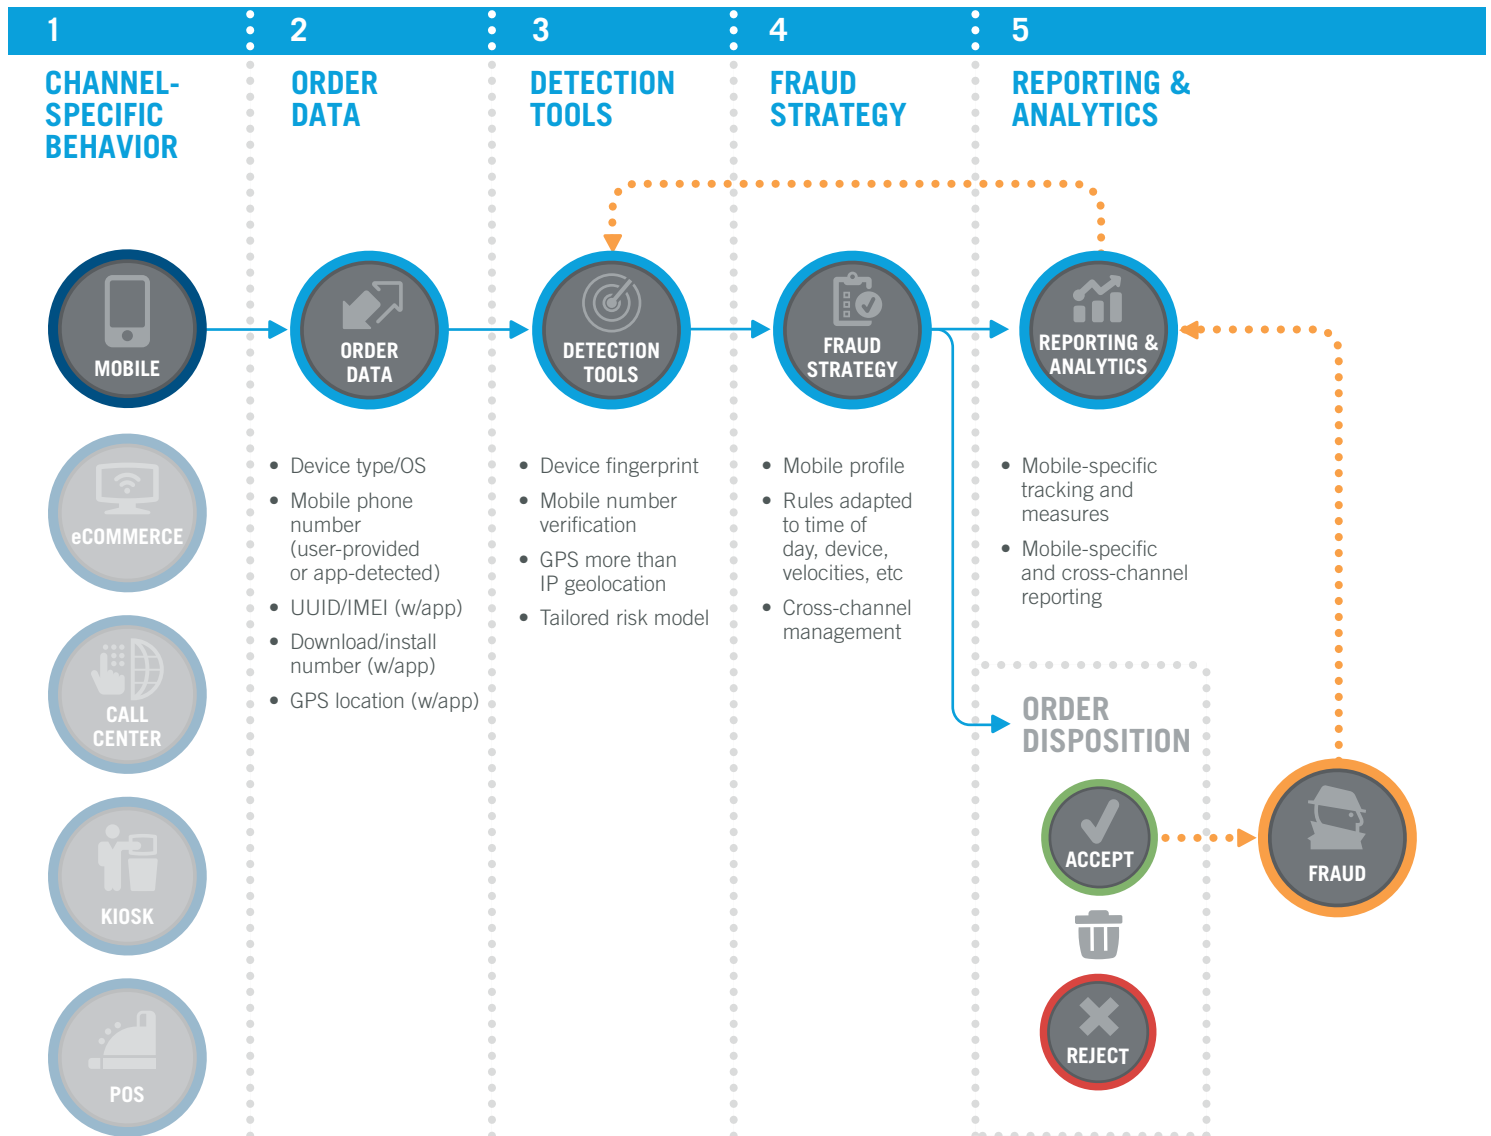 1
2
3
4
5
CHANNEL-
SPECIFIC
BEHAVIOR
ORDER
DATA
DETECTION
TOOLS
FRAUD
STRATEGY
REPORTING &
ANALYTICS
MOBILE
ORDER
DATA
DETECTION
TOOLS
FRAUD
STRATEGY
REPORTING &
ANALYTICS
eCOMMERCE
CALL
CENTER
KIOSK
POS
• Device type/OS
• Mobile phone
number
(user-provided
or app-detected)
• UUID/IMEI (w/app)
• Download/install
number (w/app)
• GPS location (w/app)
• Device fingerprint
• Mobile number
verification
• GPS more than
IP geolocation
• Tailored risk model
• Mobile profile
• Rules adapted
to time of
day, device,
velocities, etc
• Cross-channel
management
• Mobile-specific
tracking and
measures
• Mobile-specific
and cross-channel
reporting
ORDER
DISPOSITION
ACCEPT
REJECT
FRAUD